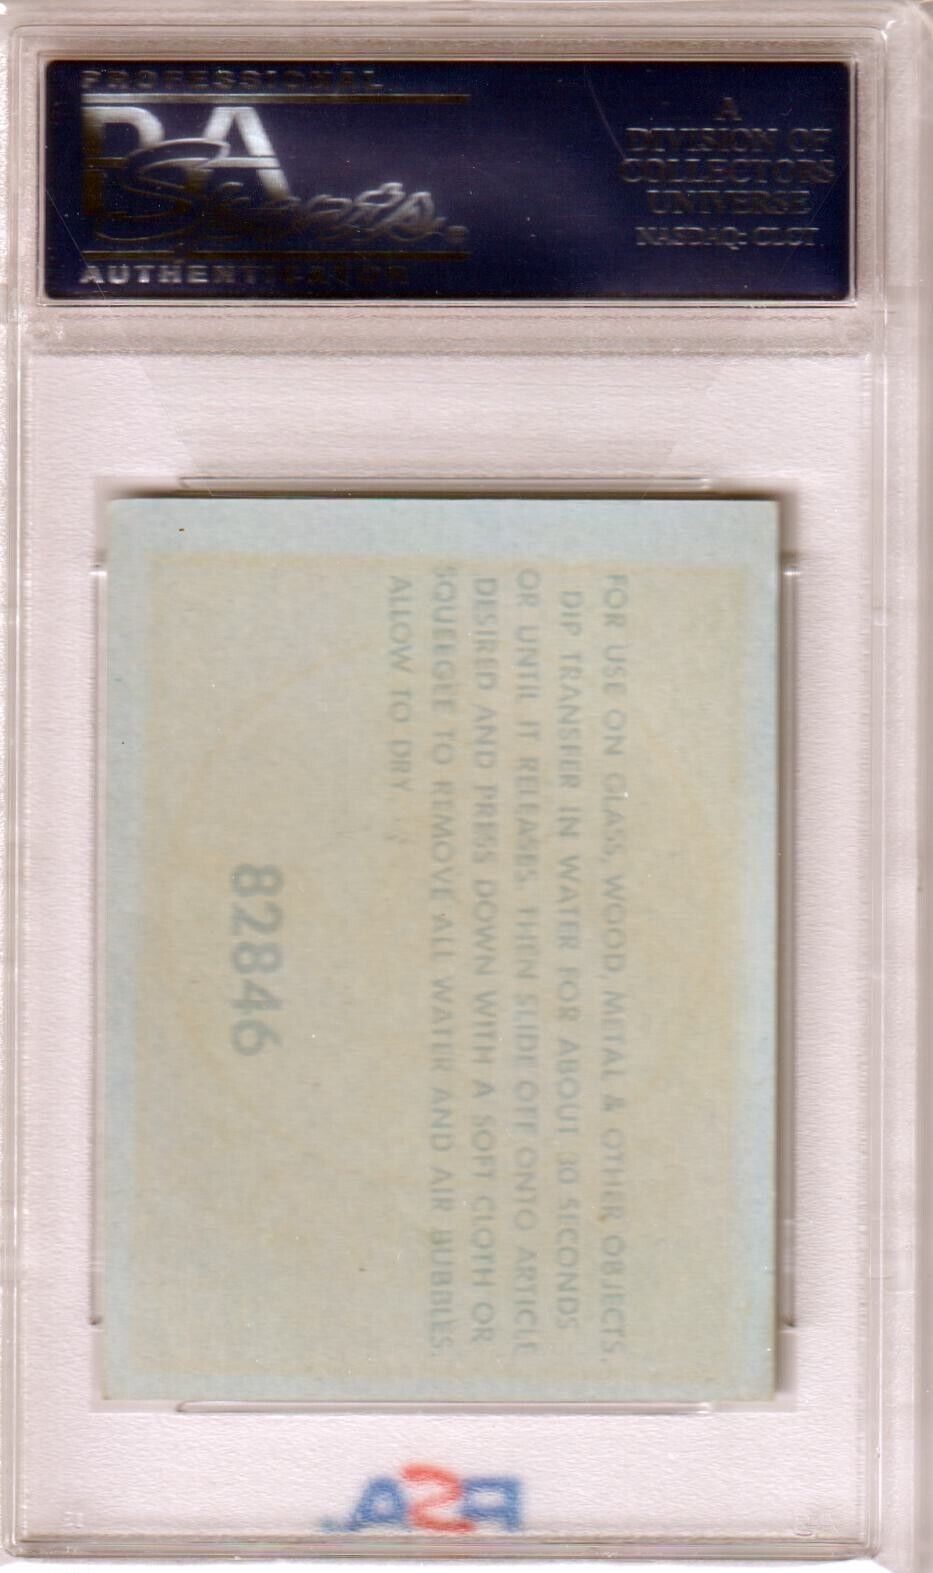 PROFESSIONAL
PSA
Sports
AUTHENTICATOR
A
DIVISION OF
COLLECTORS
UNIVERSE
NASDAQ: CLCT
FOR USE ON GLASS, WOOD, METAL & OTHER OBJECTS.
DIP TRANSFER IN WATER FOR ABOUT 30 SECONDS
OR UNTIL IT RELEASES. THEN SLIDE OFF ONTO ARTICLE
DESIRED AND PRESS DOWN WITH A SOFT CLOTH OR
SQUEEGEE TO REMOVE ALL WATER AND AIR BUBBLES.
ALLOW TO DRY.
82846
PSA